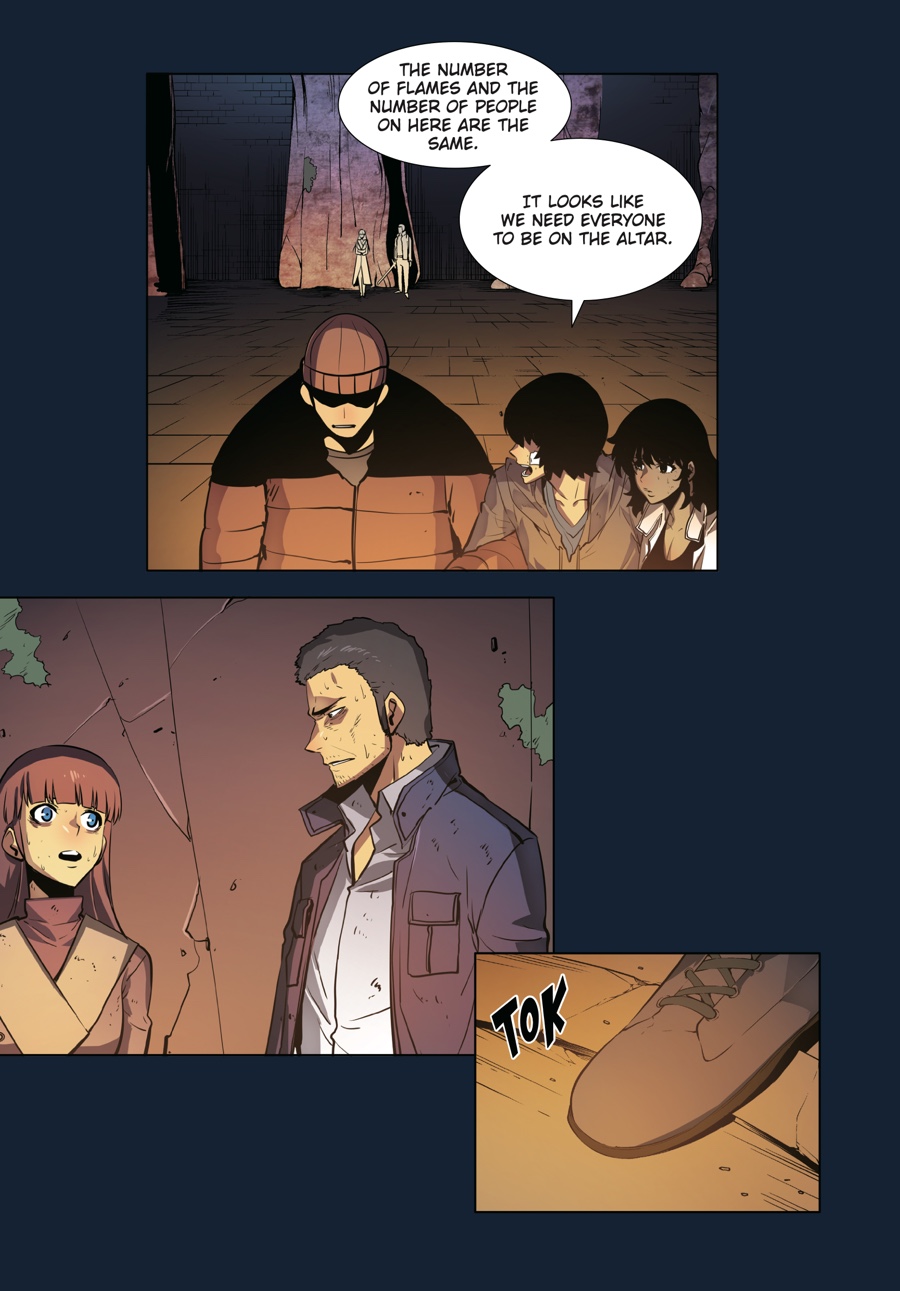 THE NUMBER
OF FLAMES AND THE
NUMBER OF PEOPLE
ON HERE ARE THE
SAME.
IT LOOKS LIKE
WE NEED EVERYONE
TO BE ON THE ALTAR.
TOK